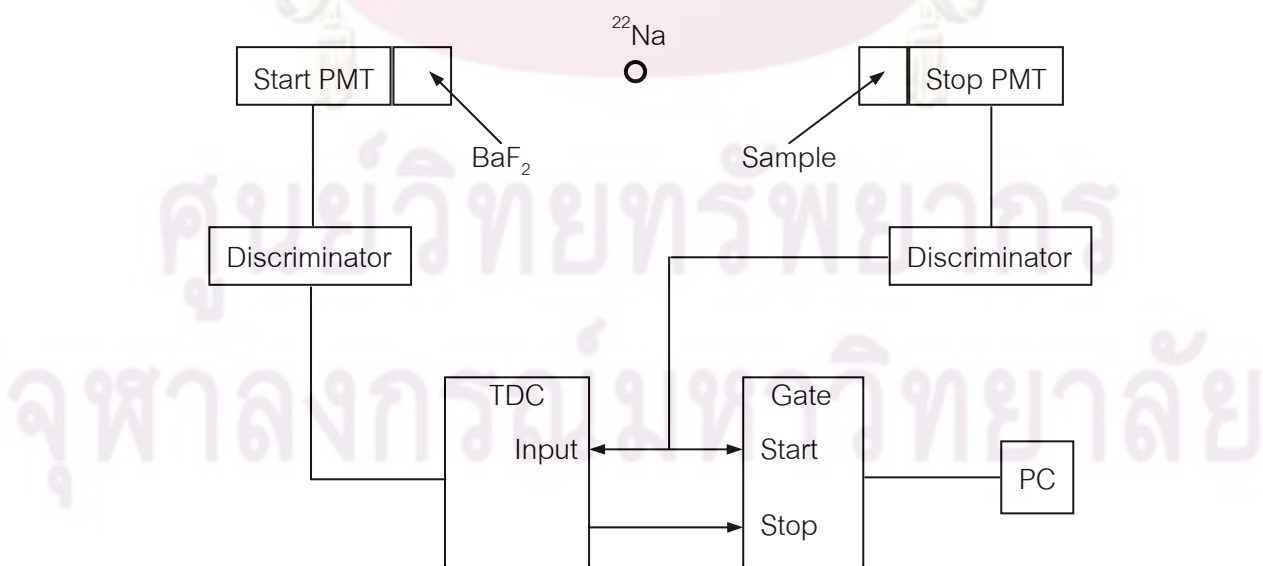 ²²Na
Start PMT
Stop PMT
BaF₂
Sample
ศูนย์วิทยทรัพยากร
Discriminator
Discriminator
จุฬาลงกรณ์มหาวิทยาลัย
TDC
Gate
Input
Start
PC
Stop